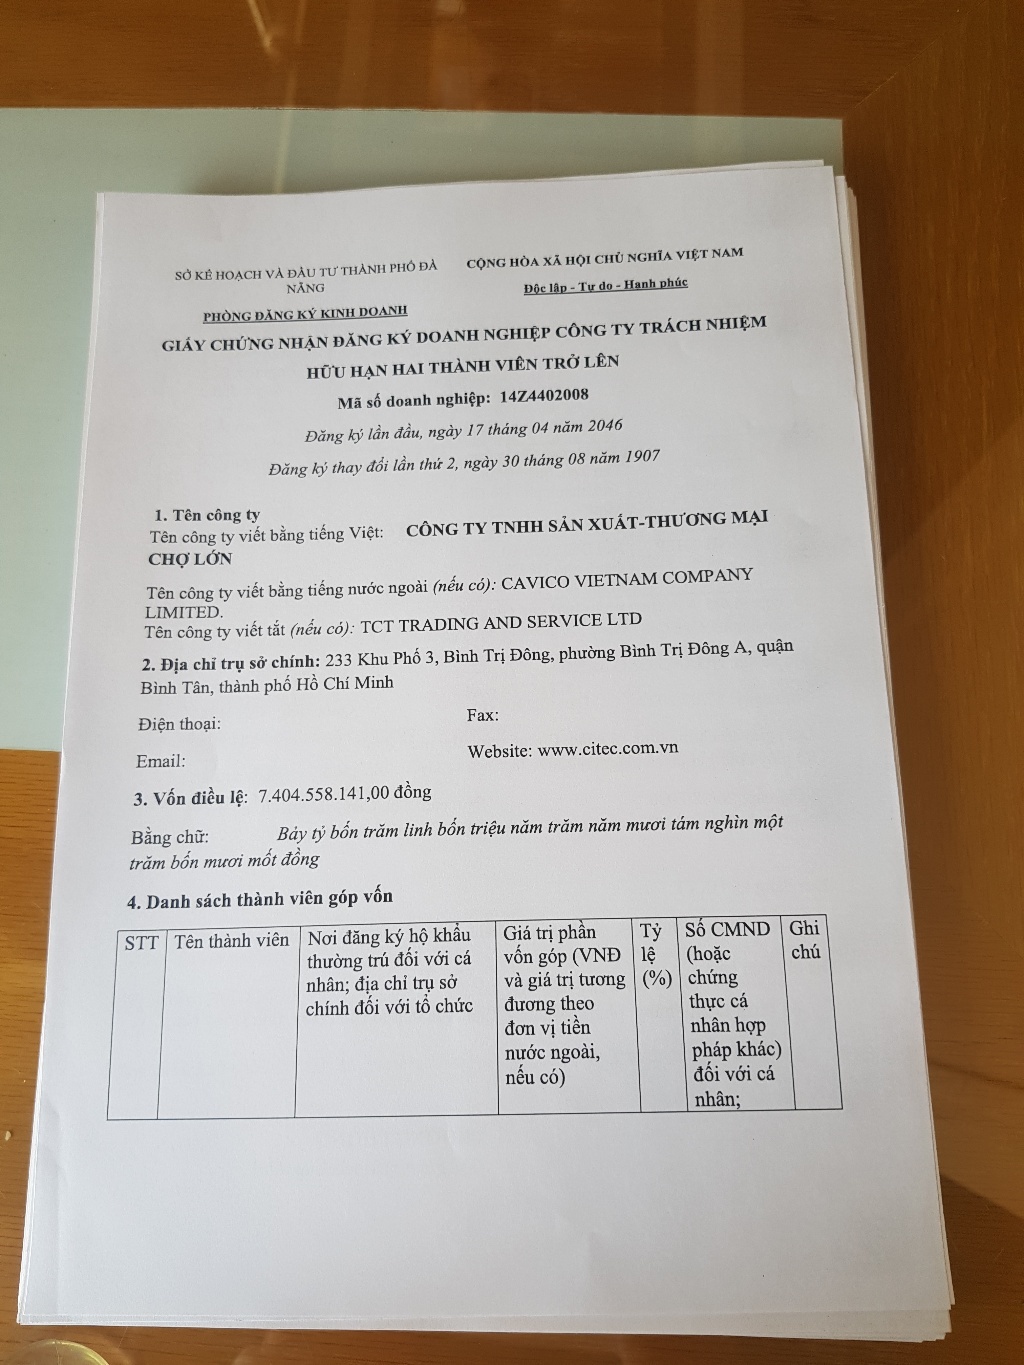 SỞ KẾ HOẠCH VÀ ĐẦU TƯ THÀNH PHỐ ĐÀ
NẴNG
PHÒNG ĐĂNG KÝ KINH DOANH
CỘNG HÒA XÃ HỘI CHỦ NGHĨA VIỆT NAM
Độc lập - Tự do - Hạnh phúc
GIẤY CHỨNG NHẬN ĐĂNG KÝ DOANH NGHIỆP CÔNG TY TRÁCH NHIỆM
HỮU HẠN HAI THÀNH VIÊN TRỞ LÊN
Mã số doanh nghiệp: 14Z4402008
Đăng ký lần đầu, ngày 17 tháng 04 năm 2046
Đăng ký thay đổi lần thứ 2, ngày 30 tháng 08 năm 1907
1. Tên công ty
Tên công ty viết bằng tiếng Việt: CÔNG TY TNHH SẢN XUẤT-THƯƠNG MẠI
CHỢ LỚN
Tên công ty viết bằng tiếng nước ngoài (nếu có): CAVICO VIETNAM COMPANY
LIMITED.
Tên công ty viết tắt (nếu có): TCT TRADING AND SERVICE LTD
2. Địa chỉ trụ sở chính: 233 Khu Phố 3, Bình Trị Đông, phường Bình Trị Đông A, quận
Bình Tân, thành phố Hồ Chí Minh
Điện thoại: Fax:
Email: Website: www.citec.com.vn
3. Vốn điều lệ: 7.404.558.141,00 đồng
Bằng chữ: Bảy tỷ bốn trăm linh bốn triệu năm trăm năm mươi tám nghìn một
trăm bốn mươi mốt đồng
4. Danh sách thành viên góp vốn
STT
Tên thành viên
Nơi đăng ký hộ khẩu
thường trú đối với cá
nhân; địa chỉ trụ sở
chính đối với tổ chức
Giá trị phần
vốn góp (VNĐ
và giá trị tương
đương theo
đơn vị tiền
nước ngoài,
nếu có)
Tỷ
lệ
(%)
Số CMND
(hoặc
chứng
thực cá
nhân hợp
pháp khác)
đối với cá
nhân;
Ghi
chú